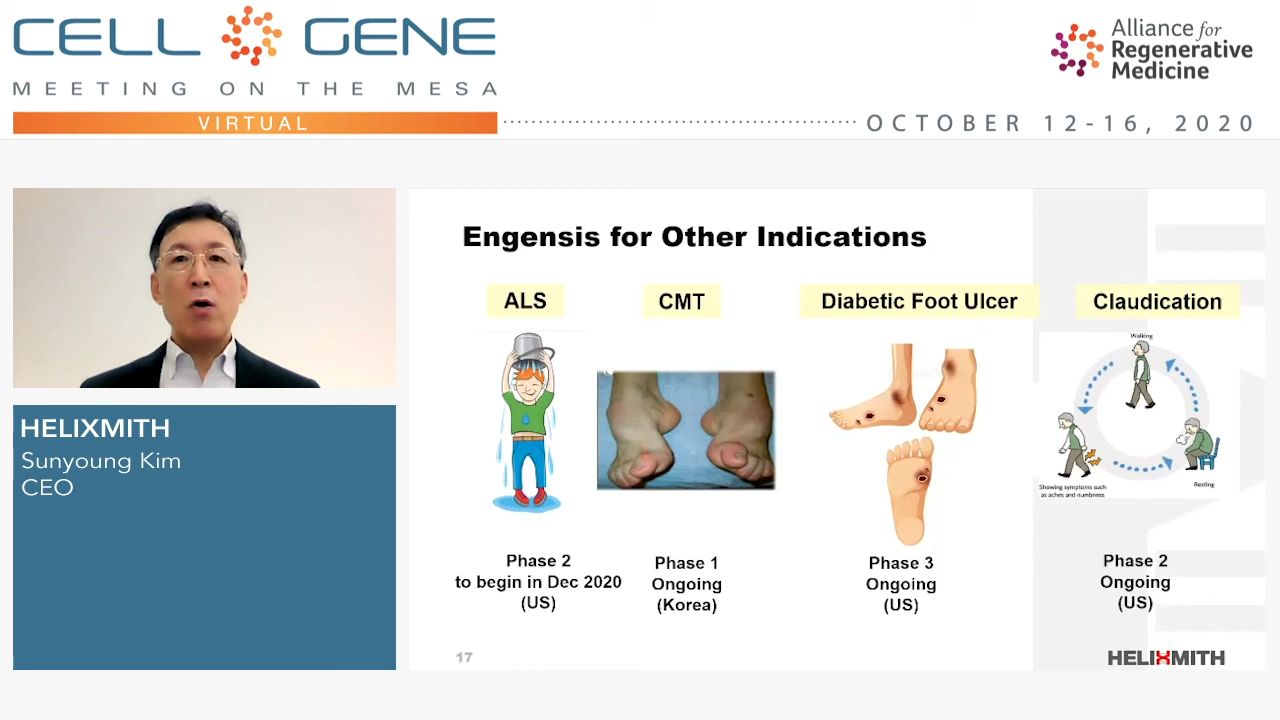 CELL GENE
MEETING ON THE MESA
VIRTUAL
Alliance for
Regenerative
Medicine
OCTOBER 12-16, 2020
HELIXMITH
Sunyoung Kim
CEO
Engensis for Other Indications
ALS
CMT
Diabetic Foot Ulcer
Claudication
Walking
Showing symptoms such
as aches and numbness
Resting
Phase 2
to begin in Dec 2020
(US)
Phase 1
Ongoing
(Korea)
Phase 3
Ongoing
(US)
Phase 2
Ongoing
(US)
17
HELIXMITH